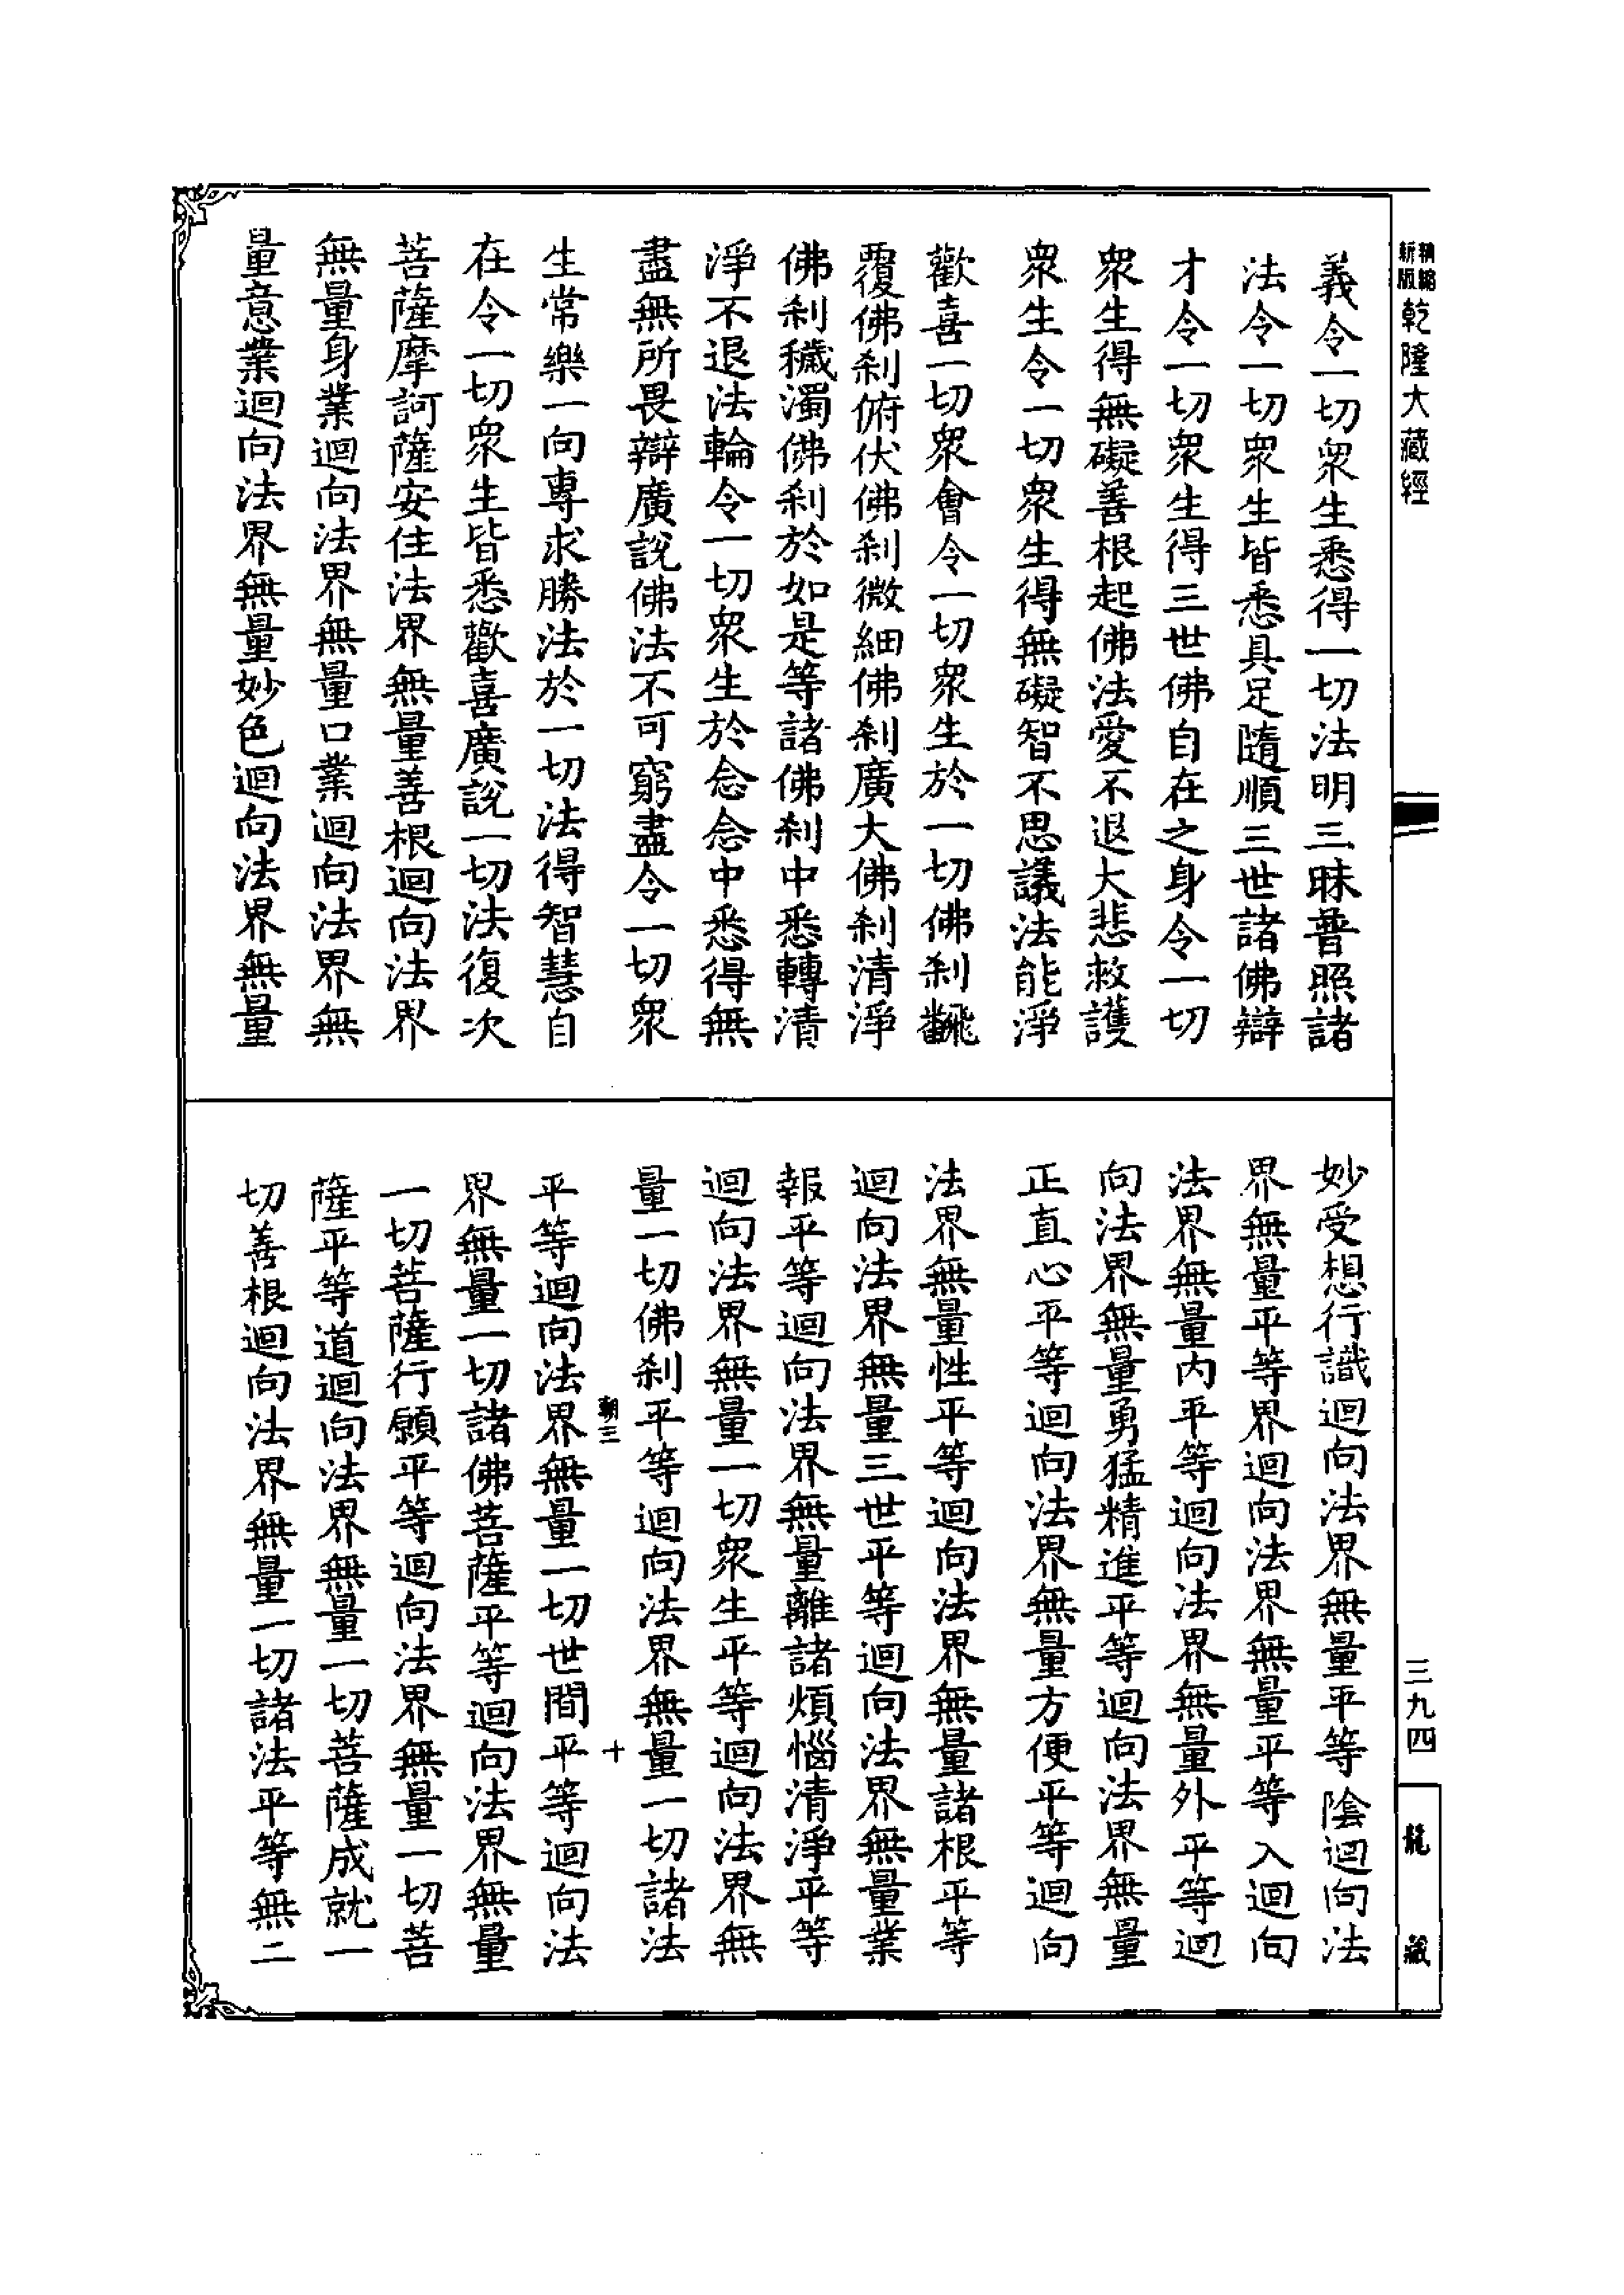 精縮
新版
乾隆大藏經
義令一切衆生悉得一切法明三昧普照諸
法令一切衆生皆悉具足隨順三世諸佛辯
才令一切衆生得三世佛自在之身令一切
衆生得無礙善根起佛法愛不退大悲救護
衆生令一切衆生得無礙智不思議法能淨
歡喜一切衆會令一切衆生於一切佛刹飜
覆佛刹俯伏佛刹微細佛刹廣大佛刹清淨
佛刹穢濁佛刹於如是等諸佛刹中悉轉清
淨不退法輪令一切衆生於念念中悉得無
盡無所畏辯廣說佛法不可窮盡令一切衆
生常樂一向專求勝法於一切法得智慧自
在令一切衆生皆悉歡喜廣說一切法復次
菩薩摩訶薩安住法界無量善根迴向法界
無量身業迴向法界無量口業迴向法界無
量意業迴向法界無量妙色迴向法界無量
妙受想行識迴向法界無量平等陰迴向法
界無量平等界迴向法界無量平等入迴向
法界無量内平等迴向法界無量外平等迴
向法界無量勇猛精進平等迴向法界無量
正直心平等迴向法界無量方便平等迴向
法界無量性平等迴向法界無量諸根平等
迴向法界無量三世平等迴向法界無量業
報平等迴向法界無量離諸煩惱清淨平等
迴向法界無量一切衆生平等迴向法界無
量一切佛刹平等迴向法界無量一切諸法
朝三
十
平等迴向法界無量一切世間平等迴向法
界無量一切諸佛菩薩平等迴向法界無量
一切菩薩行願平等迴向法界無量一切菩
薩平等道迴向法界無量一切菩薩成就一
切善根迴向法界無量一切諸法平等無二
三九四
龍藏